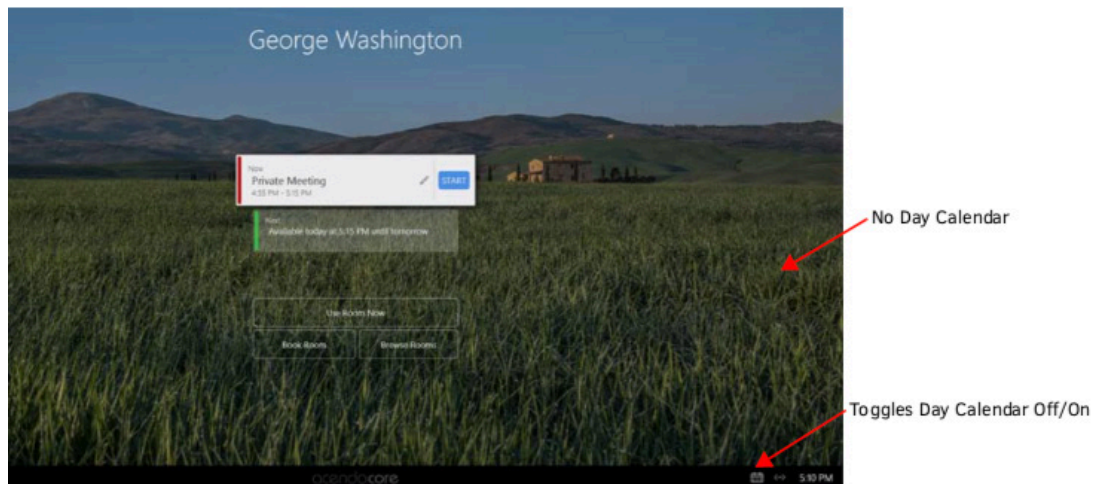 George Washington
Now
Private Meeting
4:55 PM - 5:15 PM
START
Next
Available today at 5:15 PM until tomorrow
No Day Calendar
Use Room Now
Book Room
Browse Rooms
Toggles Day Calendar Off/On
acendocore
5:10 PM